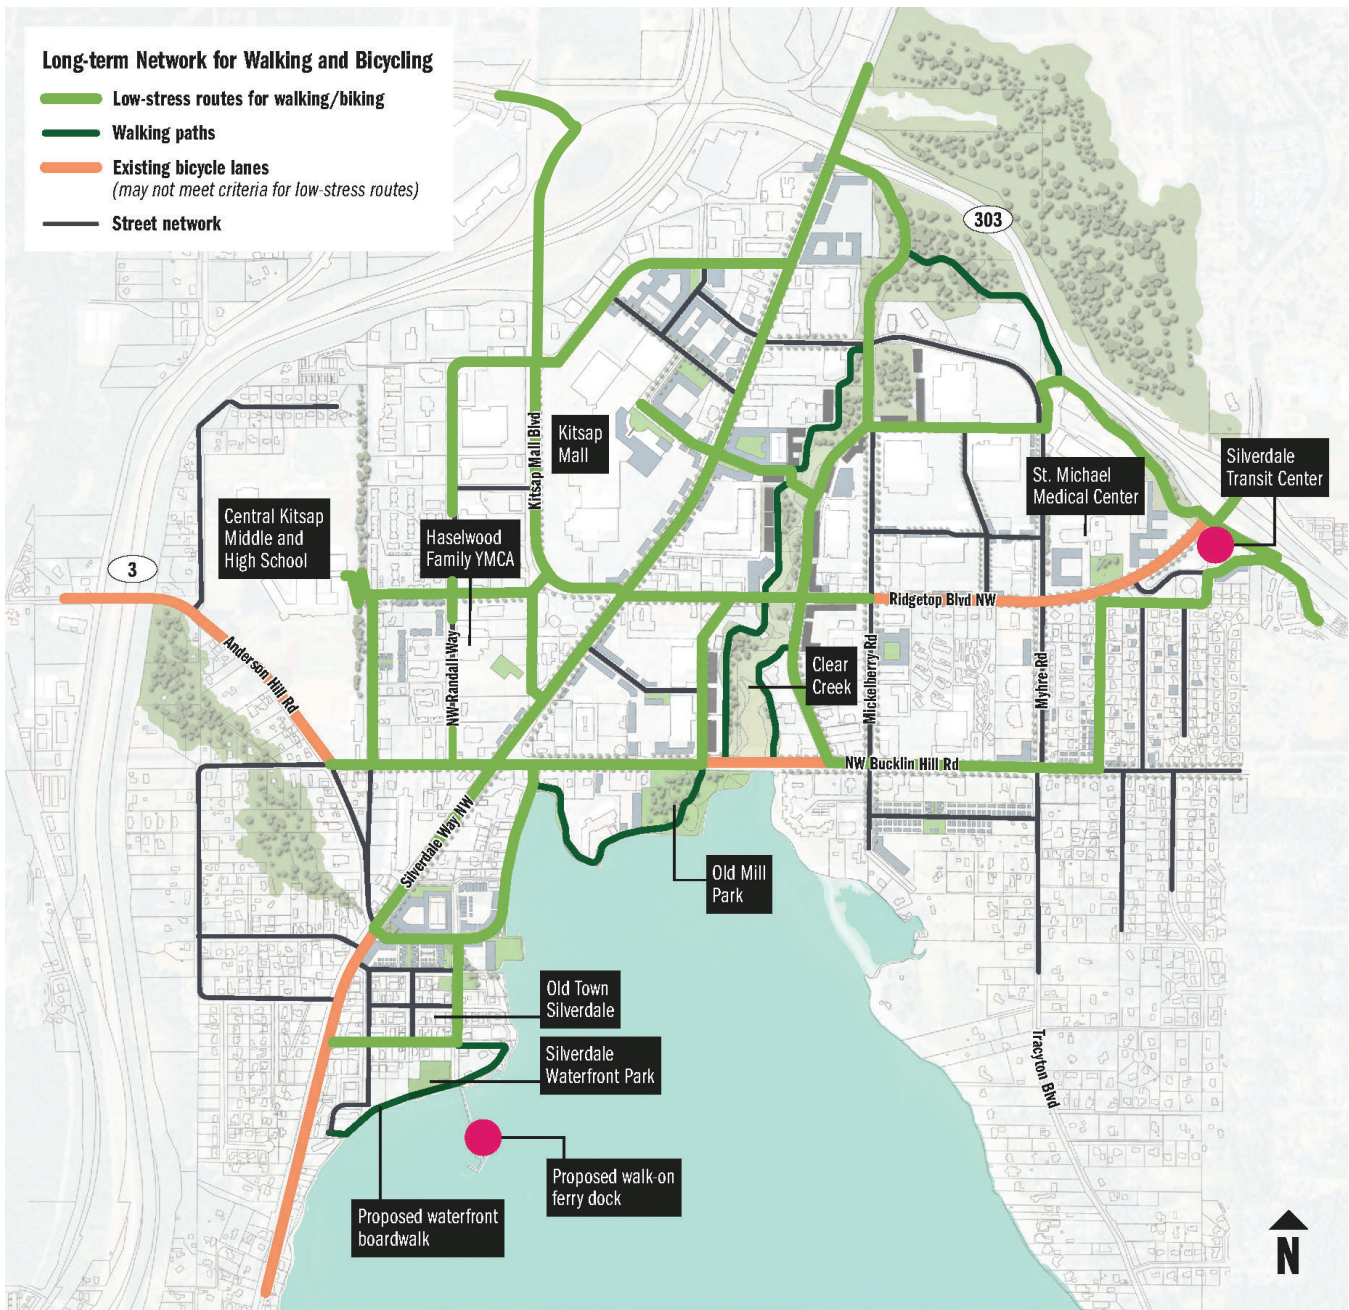 Long-term Network for Walking and Bicycling
Low-stress routes for walking/biking
Walking paths
Existing bicycle lanes
(may not meet criteria for low-stress routes)
Street network
303
Kitsap Mall Blvd
Kitsap
Mall
Silverdale
Transit Center
St. Michael
Medical Center
Central Kitsap
Middle and
High School
Haselwood
Family YMCA
3
Ridgetop Blvd NW
Anderson Hill Rd
NW Randall Way
Clear
Creek
Mickelberry Rd
Myhre Rd
NW Bucklin Hill Rd
Silverdale Way NW
Old Mill
Park
Old Town
Silverdale
Silverdale
Waterfront Park
Tracyton Blvd
Proposed walk-on
ferry dock
Proposed waterfront
boardwalk
N